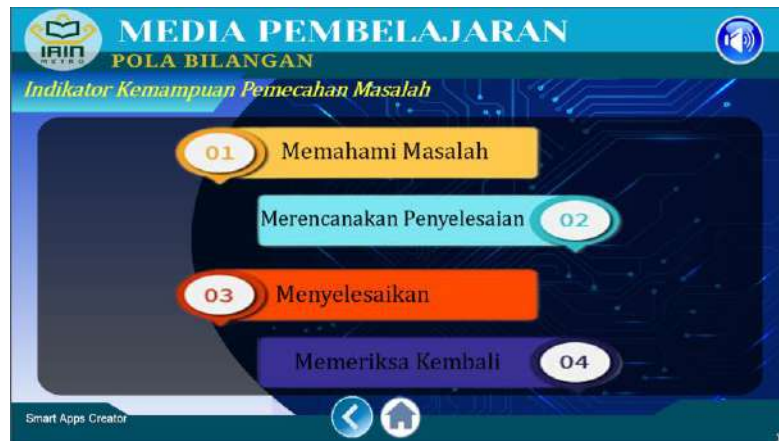 IAIN
METRO
MEDIA PEMBELAJARAN
POLA BILANGAN
Indikator Kemampuan Pemecahan Masalah
01 Memahami Masalah
Merencanakan Penyelesaian 02
03 Menyelesaikan
Memeriksa Kembali 04
Smart Apps Creator